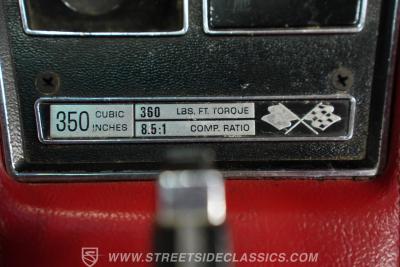 350 CUBIC INCHES
360 LBS. FT. TORQUE
8.5:1 COMP. RATIO
WWW.STREETSIDECLASSICS.COM